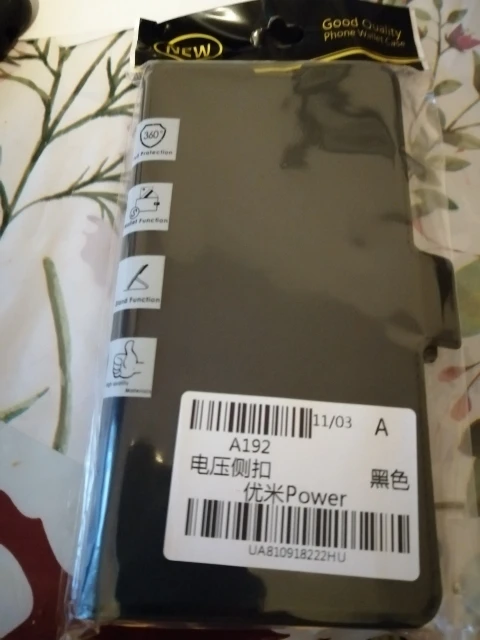 NEW
Good Quality
Phone Wallet Case
360°
Protection
Function
Stand Function
11/03 A
A192
电压侧扣 黑色
优米Power
UA810918222HU